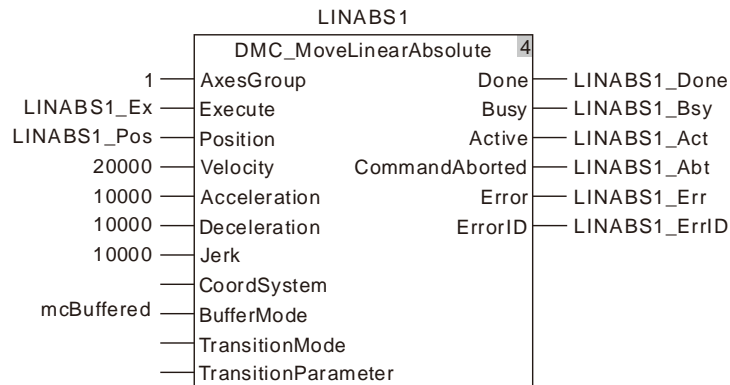 LINABS1
DMC_MoveLinearAbsolute 4
1 AxesGroup Done LINABS1_Done
LINABS1_Ex Execute Busy LINABS1_Bsy
LINABS1_Pos Position Active LINABS1_Act
20000 Velocity CommandAborted LINABS1_Abt
10000 Acceleration Error LINABS1_Err
10000 Deceleration ErrorID LINABS1_ErrID
10000 Jerk
CoordSystem
mcBuffered BufferMode
TransitionMode
TransitionParameter